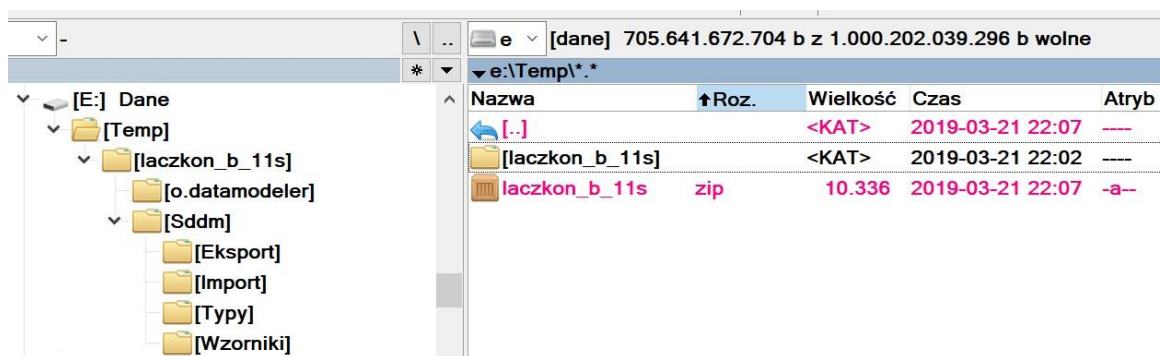 -
\ ..
e [dane] 705.641.672.704 b z 1.000.202.039.296 b wolne
*
e:\Temp\*.*
[E:] Dane
[Temp]
[laczkon_b_11s]
[o.datamodeler]
[Sddm]
[Eksport]
[Import]
[Typy]
[Wzorniki]
Nazwa Roz. Wielkość Czas Atryb
[..] <KAT> 2019-03-21 22:07 ----
[laczkon_b_11s] <KAT> 2019-03-21 22:02 ----
laczkon_b_11s zip 10.336 2019-03-21 22:07 -a--